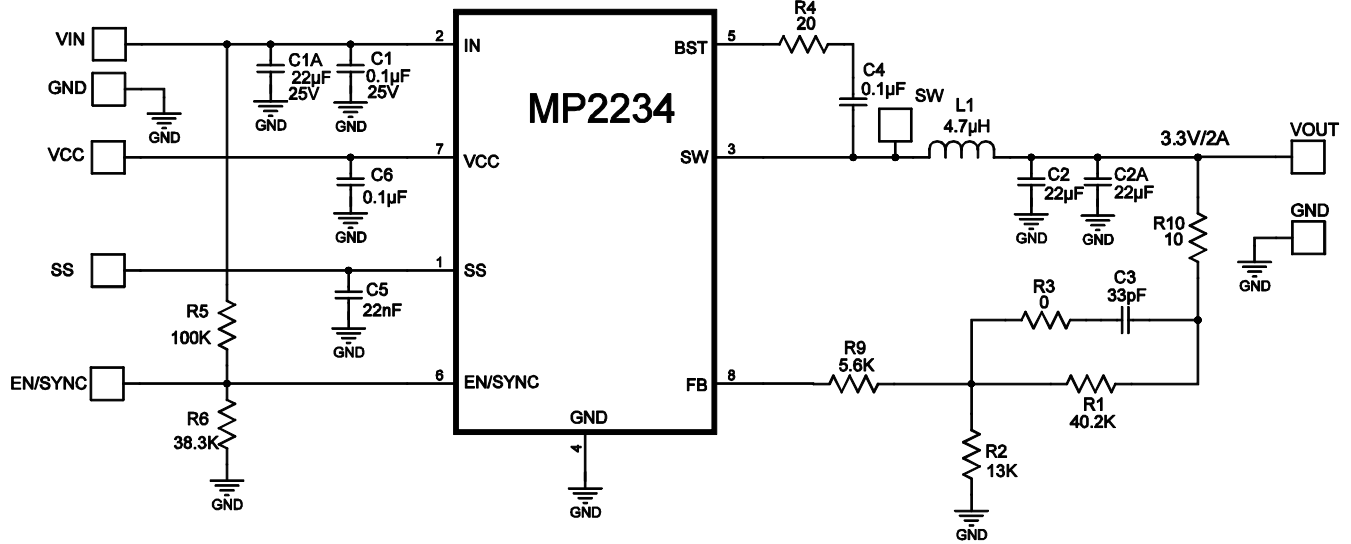 VIN
GND
GND
C1A
22µF
25V
GND
C1
0.1µF
25V
GND
2
IN
MP2234
BST
5
R4
20
C4
0.1µF
SW
L1
4.7µH
SW
3
3.3V/2A
VOUT
C2
22µF
GND
C2A
22µF
GND
R10
10
GND
GND
VCC
7
VCC
C6
0.1µF
GND
SS
1
SS
C5
22nF
GND
R5
100K
EN/SYNC
6
EN/SYNC
R6
38.3K
GND
GND
4
GND
FB
8
R9
5.6K
R3
0
C3
33pF
R1
40.2K
R2
13K
GND